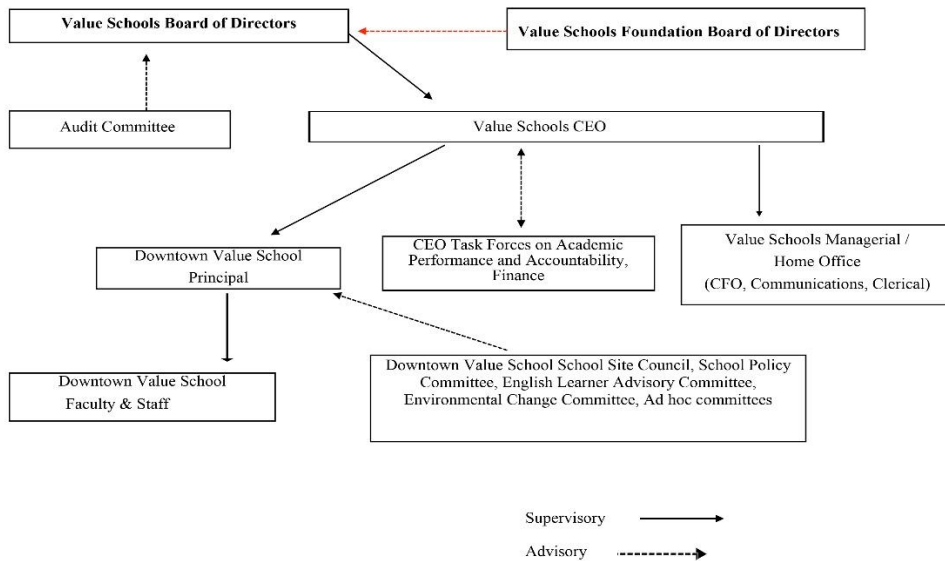 Value Schools Board of Directors
Value Schools Foundation Board of Directors
Audit Committee
Value Schools CEO
Downtown Value School
Principal
CEO Task Forces on Academic
Performance and Accountability,
Finance
Value Schools Managerial /
Home Office
(CFO, Communications, Clerical)
Downtown Value School
Faculty & Staff
Downtown Value School School Site Council, School Policy
Committee, English Learner Advisory Committee,
Environmental Change Committee, Ad hoc committees
Supervisory
Advisory